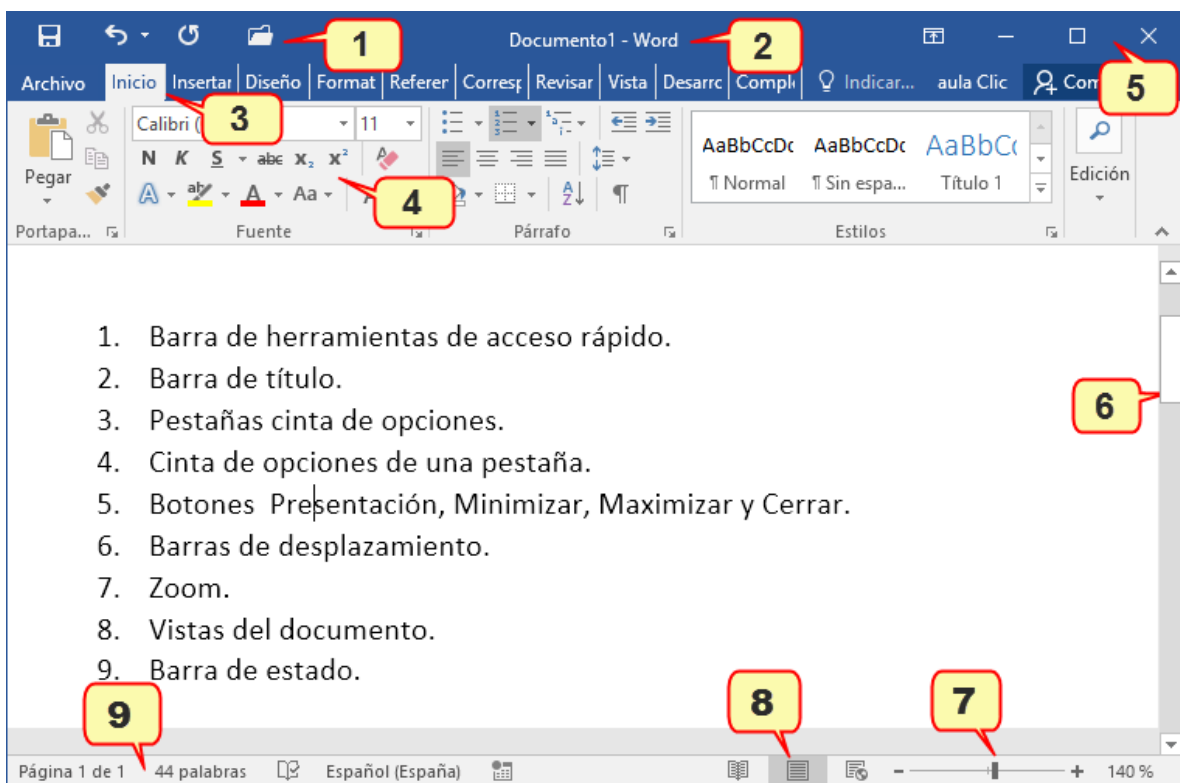 1
Documento1 - Word
2
Archivo Inicio Insertar Diseño Format Referer Corresp Revisar Vista Desarrc Comple Indicar... aula Clic Com
5
Calibri ( 3 11
N K S abc X₂ X² AaBbCcDc AaBbCcDc AaBbC(
Pegar Edición
A aby A Aa 4 A Z ¶ ¶ Normal ¶ Sin espa... Título 1
Portapa... Fuente Párrafo Estilos
1. Barra de herramientas de acceso rápido.
2. Barra de título.
3. Pestañas cinta de opciones.
4. Cinta de opciones de una pestaña.
5. Botones Presentación, Minimizar, Maximizar y Cerrar.
6. Barras de desplazamiento.
7. Zoom.
8. Vistas del documento.
9. Barra de estado.
6
9
8
7
Página 1 de 1 44 palabras Español (España) 140 %